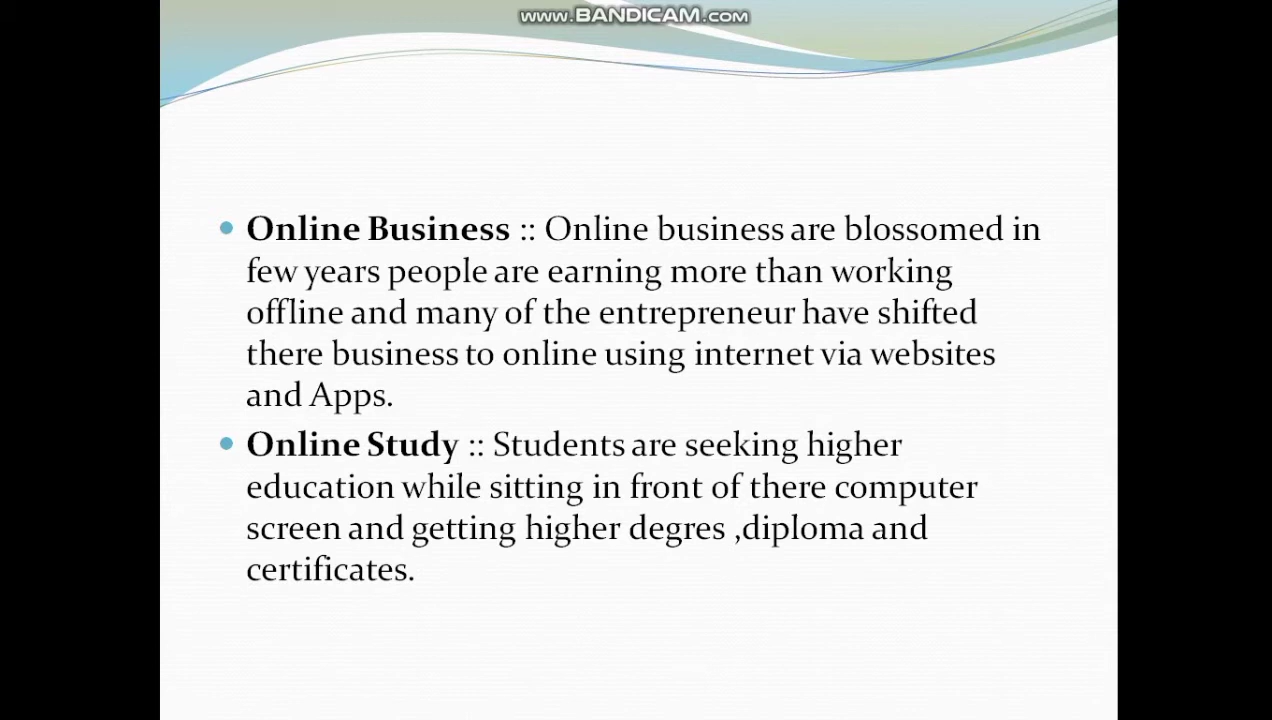 www.BANDICAM.com
Online Business :: Online business are blossomed in
few years people are earning more than working
offline and many of the entrepreneur have shifted
there business to online using internet via websites
and Apps.
Online Study :: Students are seeking higher
education while sitting in front of there computer
screen and getting higher degres ,diploma and
certificates.